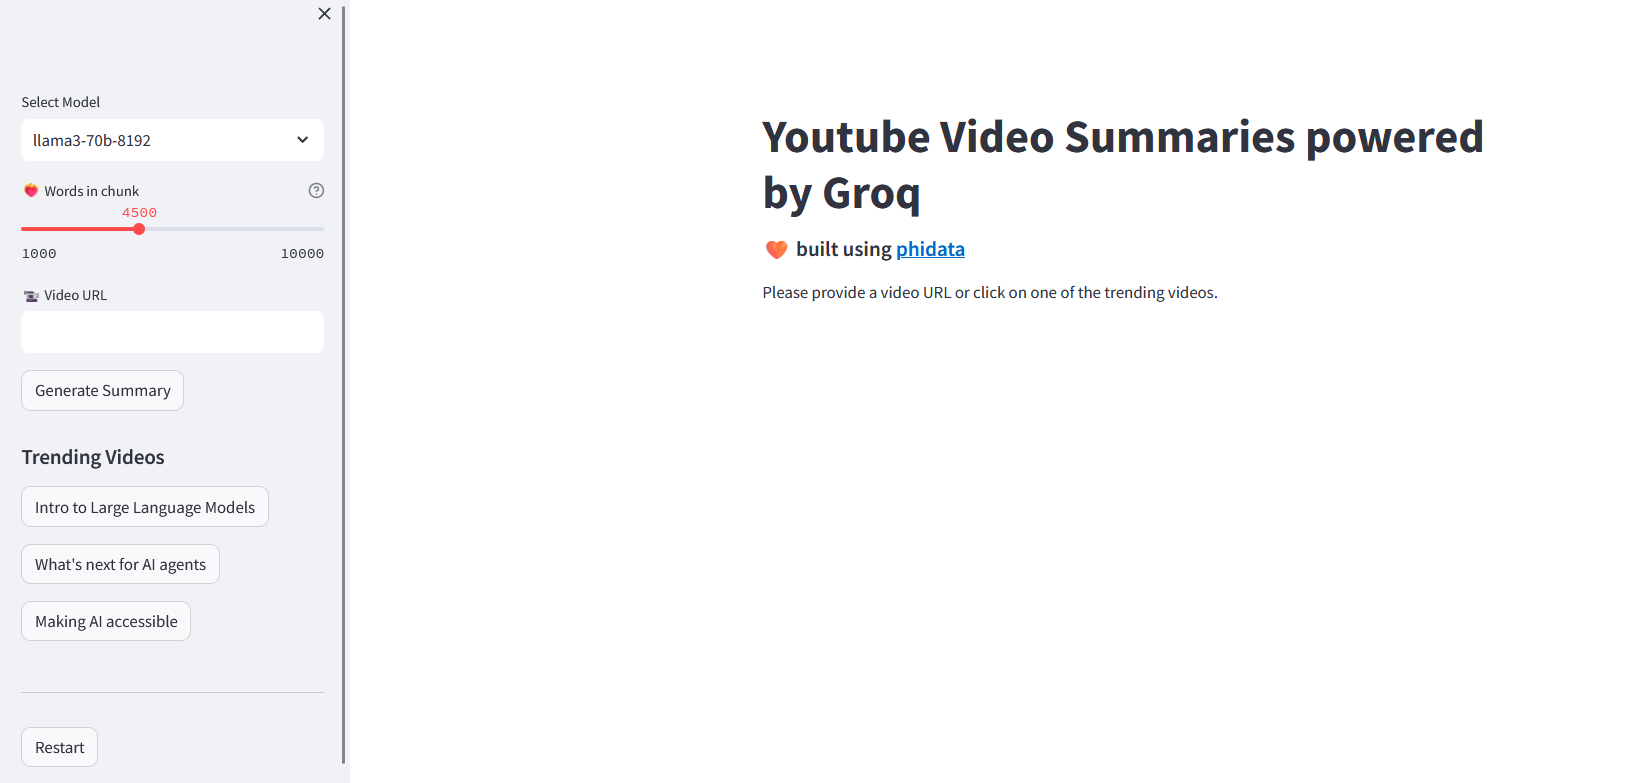 Select Model
llama3-70b-8192
Words in chunk
4500
1000 10000
Video URL
Generate Summary
Trending Videos
Intro to Large Language Models
What's next for AI agents
Making AI accessible
Restart
Youtube Video Summaries powered
by Groq
built using phidata
Please provide a video URL or click on one of the trending videos.